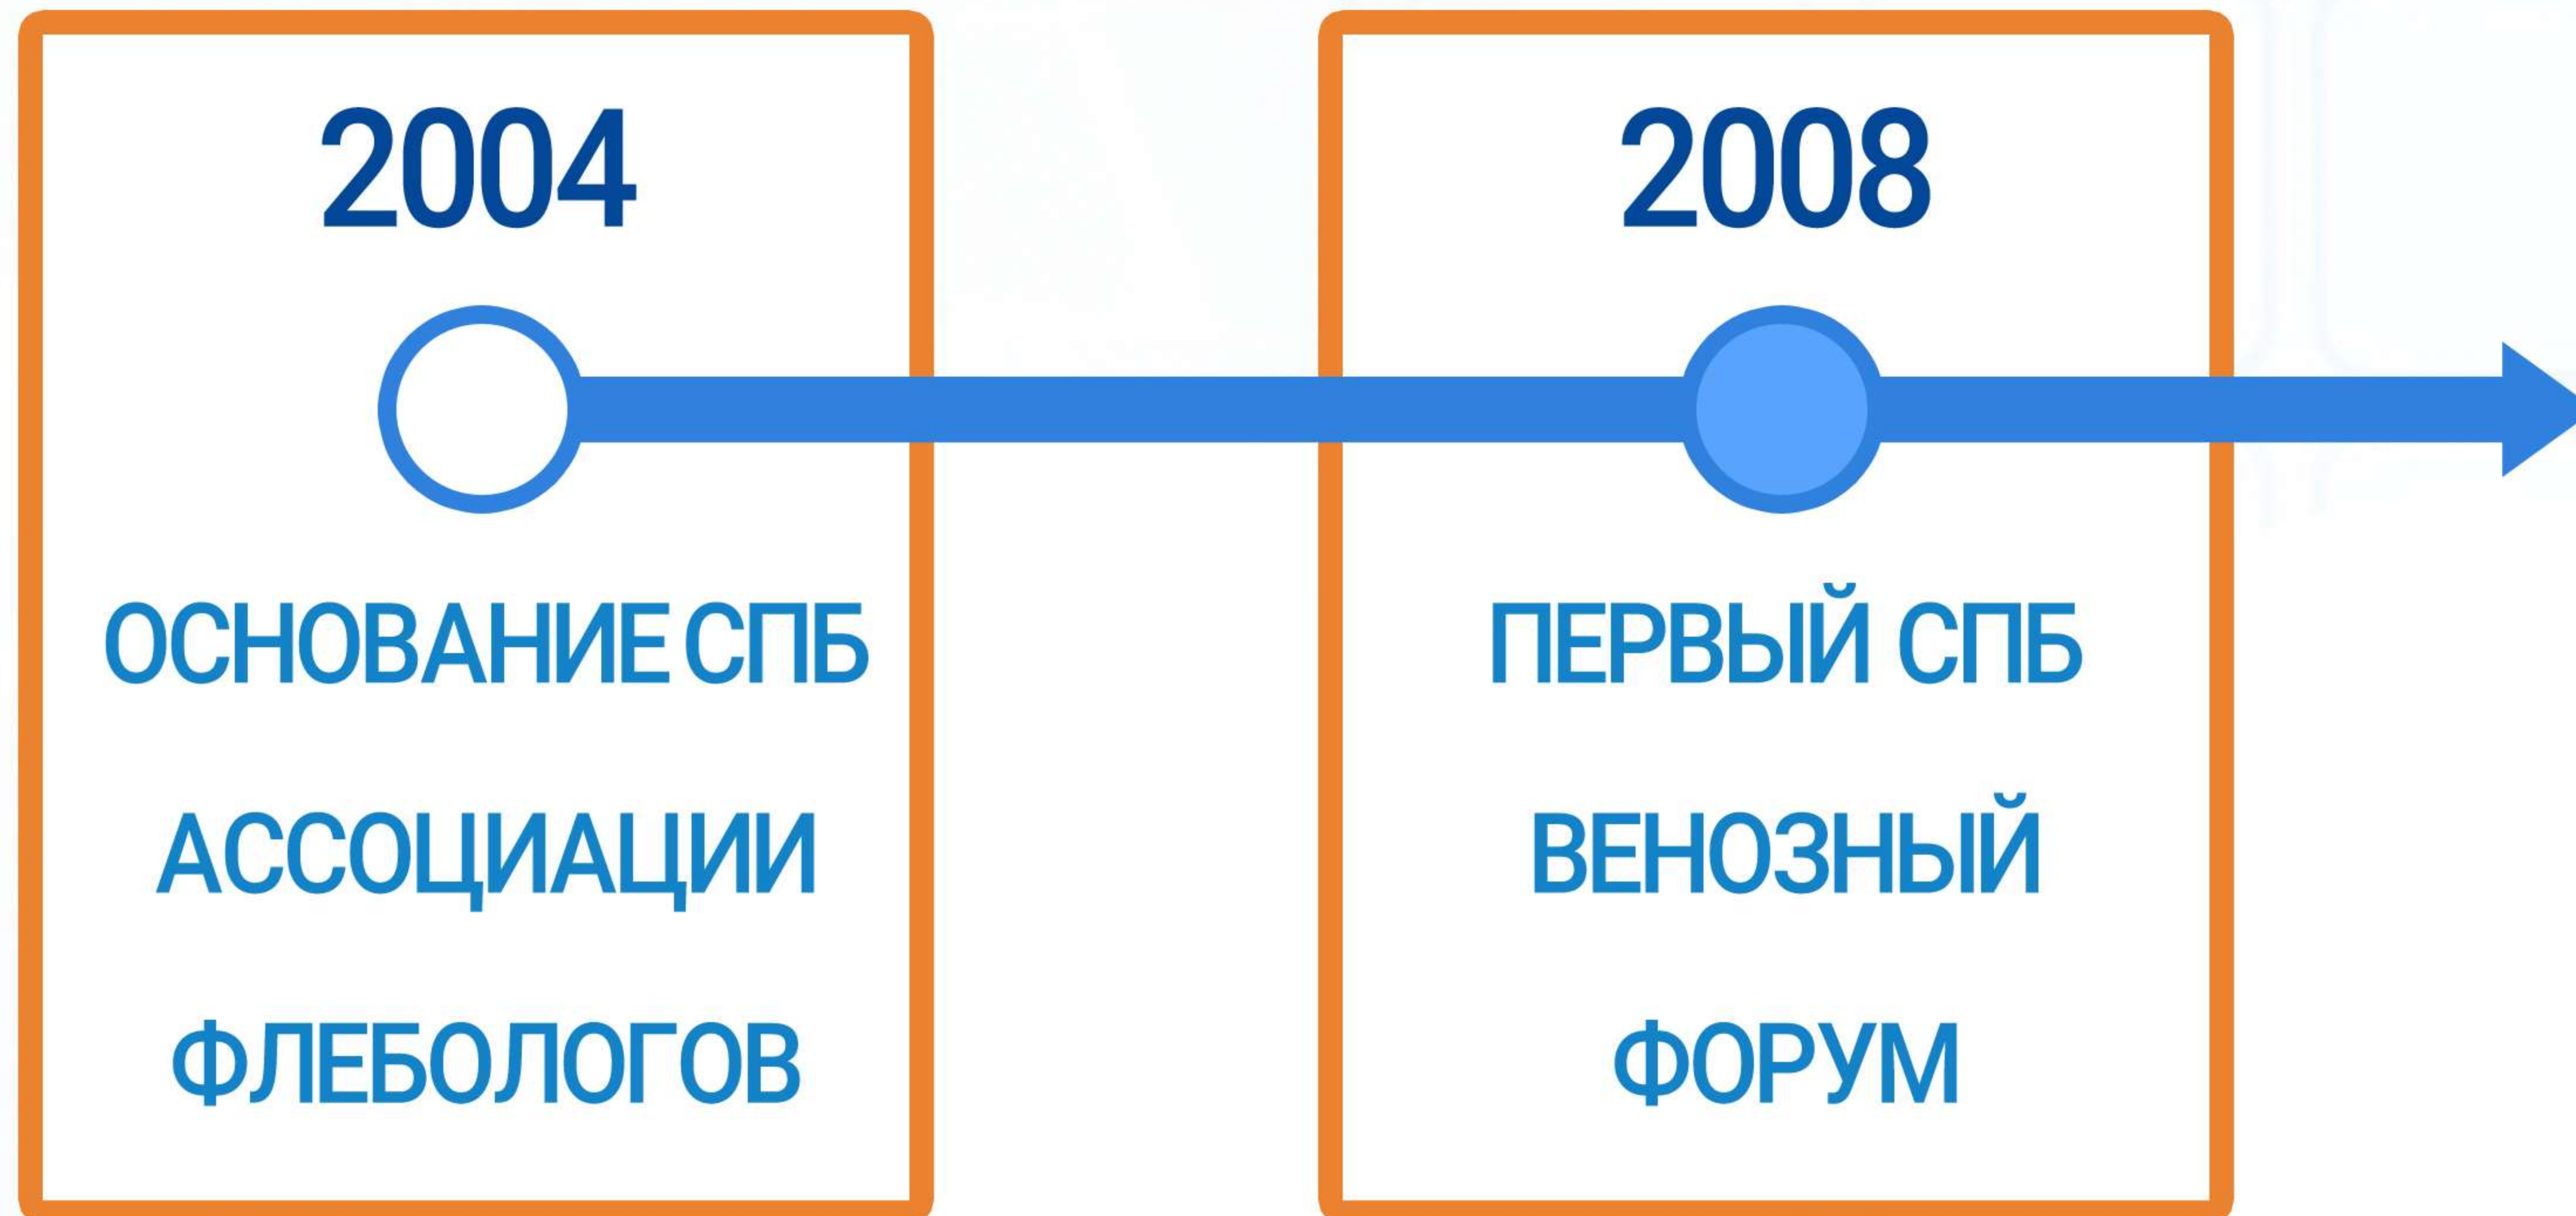 2004
ОСНОВАНИЕ СПБ
АССОЦИАЦИИ
ФЛЕБОЛОГОВ
2008
ПЕРВЫЙ СПБ
ВЕНОЗНЫЙ
ФОРУМ